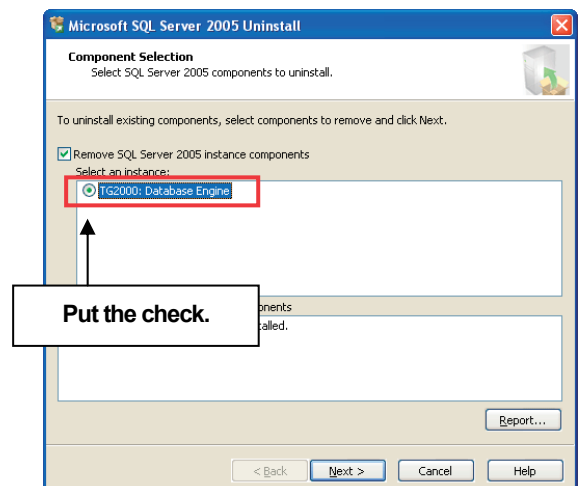 Microsoft SQL Server 2005 Uninstall
Component Selection
Select SQL Server 2005 components to uninstall.
To uninstall existing components, select components to remove and click Next.
Remove SQL Server 2005 instance components
Select an instance:
TG2000: Database Engine
Put the check.
Report...
< Back
Next >
Cancel
Help